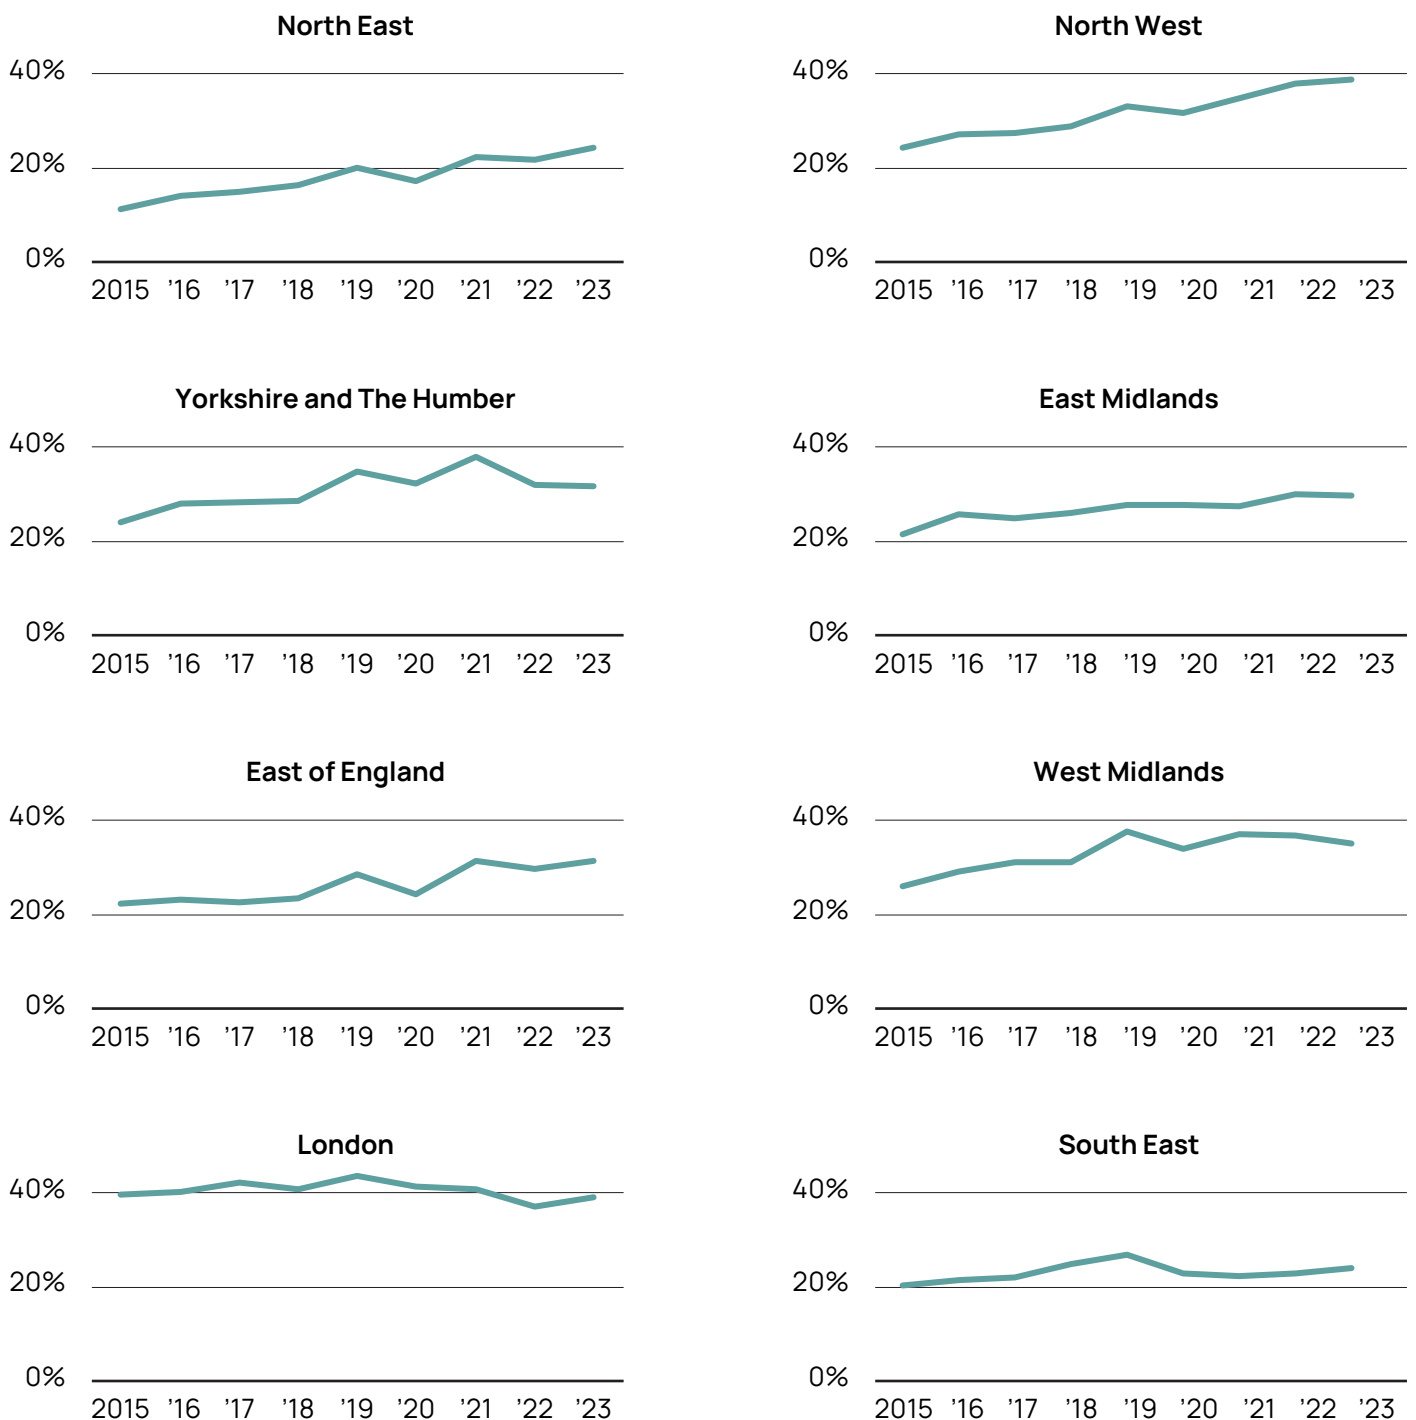 North East
40%
20%
0%
2015 ’16 ’17 ’18 ’19 ’20 ’21 ’22 ’23
North West
40%
20%
0%
2015 ’16 ’17 ’18 ’19 ’20 ’21 ’22 ’23
Yorkshire and The Humber
40%
20%
0%
2015 ’16 ’17 ’18 ’19 ’20 ’21 ’22 ’23
East Midlands
40%
20%
0%
2015 ’16 ’17 ’18 ’19 ’20 ’21 ’22 ’23
East of England
40%
20%
0%
2015 ’16 ’17 ’18 ’19 ’20 ’21 ’22 ’23
West Midlands
40%
20%
0%
2015 ’16 ’17 ’18 ’19 ’20 ’21 ’22 ’23
London
40%
20%
0%
2015 ’16 ’17 ’18 ’19 ’20 ’21 ’22 ’23
South East
40%
20%
0%
2015 ’16 ’17 ’18 ’19 ’20 ’21 ’22 ’23